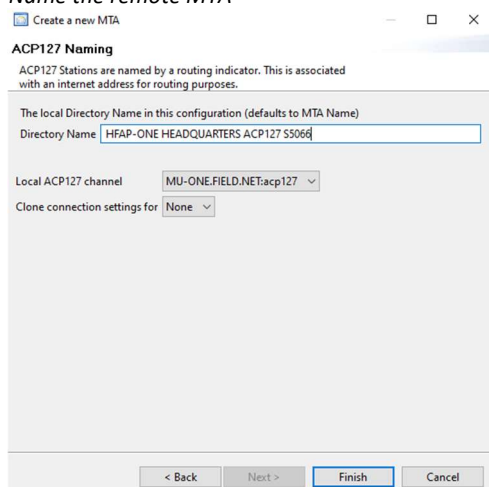 Name the remote MTA
Create a new MTA
ACP127 Naming
ACP127 Stations are named by a routing indicator. This is associated
with an internet address for routing purposes.
The local Directory Name in this configuration (defaults to MTA Name)
Directory Name HFAP-ONE HEADQUARTERS ACP127 S5066
Local ACP127 channel MU-ONE.FIELD.NET:acp127
Clone connection settings for None
< Back Next > Finish Cancel